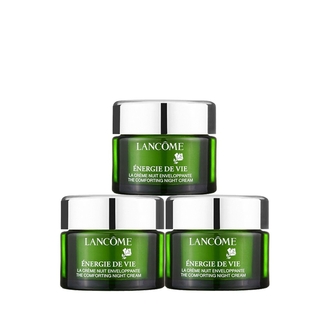 LANCÔME
ÉNERGIE DE VIE
LA CRÈME NUIT ENVELOPPANTE
THE COMFORTING NIGHT CREAM
LANCÔME
ÉNERGIE DE VIE
LA CRÈME NUIT ENVELOPPANTE
THE COMFORTING NIGHT CREAM
LANCÔME
ÉNERGIE DE VIE
LA CRÈME NUIT ENVELOPPANTE
THE COMFORTING NIGHT CREAM